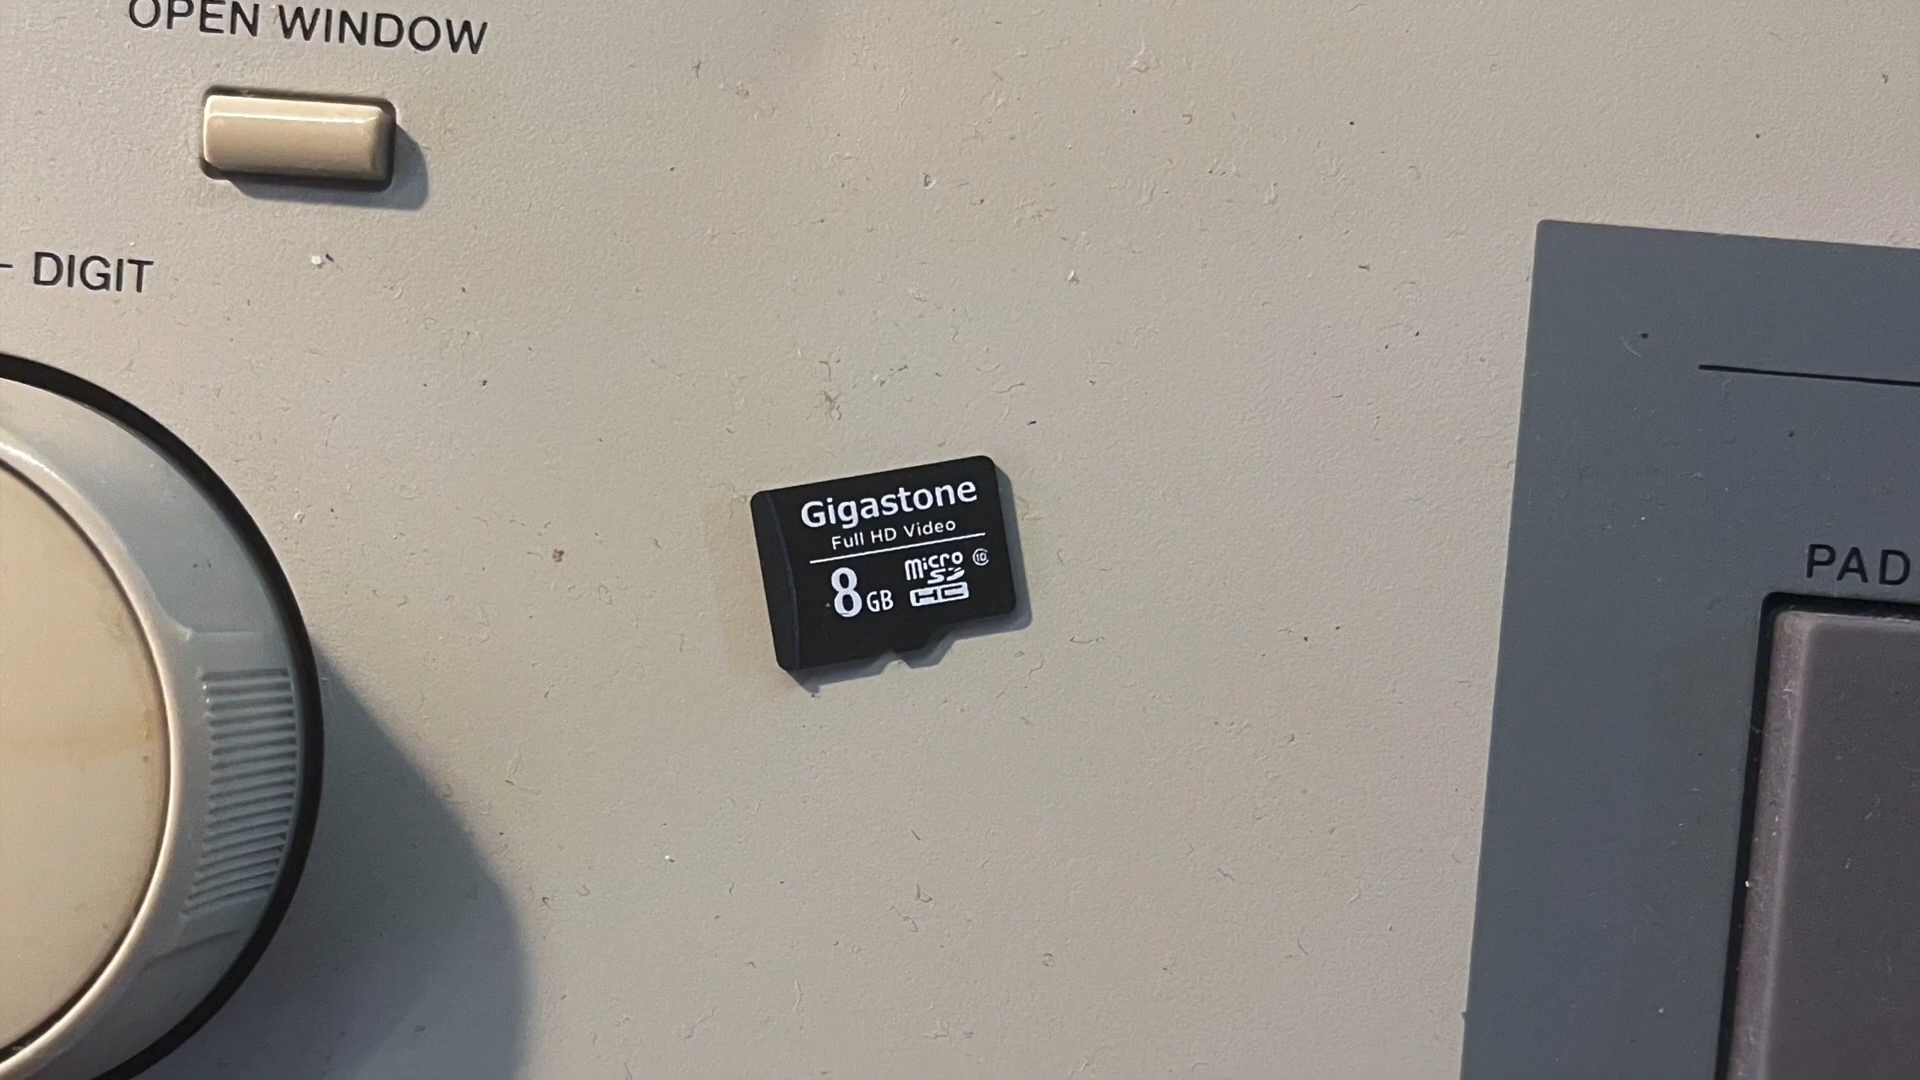 OPEN WINDOW
- DIGIT
Gigastone
Full HD Video
8GB
micro
SD
HC
10
PAD